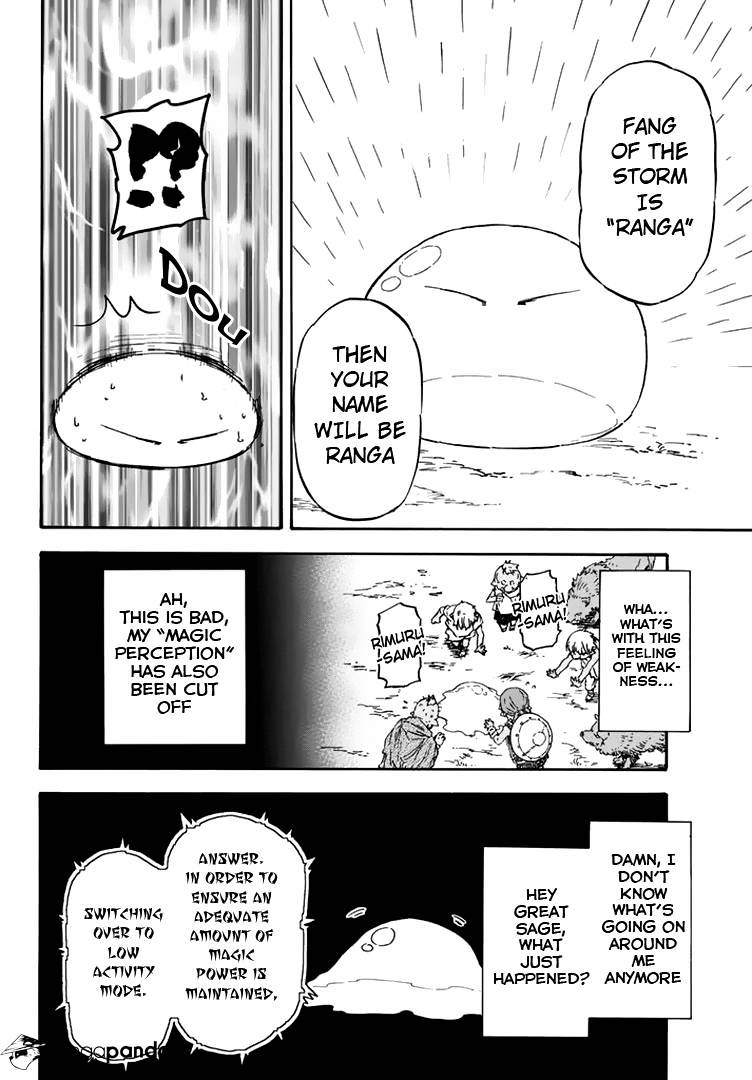 FANG
OF THE
STORM
IS
"RANGA"
THEN
YOUR
NAME
WILL BE
RANGA
!?
DOU
WHA...
WHAT'S
WITH THIS
FEELING
OF WEAK-
NESS...
RIMURU
-SAMA!
RIMURU
-SAMA!
AH,
THIS IS BAD,
MY "MAGIC
PERCEPTION"
HAS ALSO
BEEN CUT
OFF
DAMN, I
DON'T
KNOW
WHAT'S
GOING ON
AROUND
ME
ANYMORE
HEY
GREAT
SAGE,
WHAT
JUST
HAPPENED?
ANSWER.
IN ORDER TO
ENSURE AN
ADEQUATE
AMOUNT OF
MAGIC
POWER IS
MAINTAINED,
SWITCHING
OVER TO
LOW
ACTIVITY
MODE.